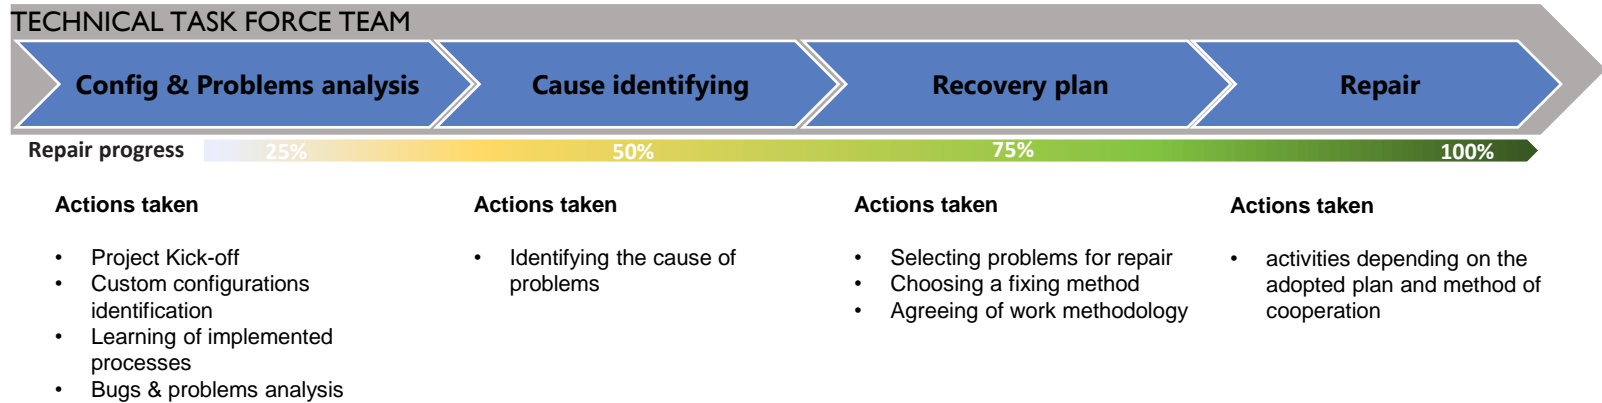 TECHNICAL TASK FORCE TEAM
Config & Problems analysis
Cause identifying
Recovery plan
Repair
Repair progress
25%
50%
75%
100%
Actions taken
• Project Kick-off
• Custom configurations
identification
• Learning of implemented
processes
• Bugs & problems analysis
Actions taken
• Identifying the cause of
problems
Actions taken
• Selecting problems for repair
• Choosing a fixing method
• Agreeing of work methodology
Actions taken
• activities depending on the
adopted plan and method of
cooperation